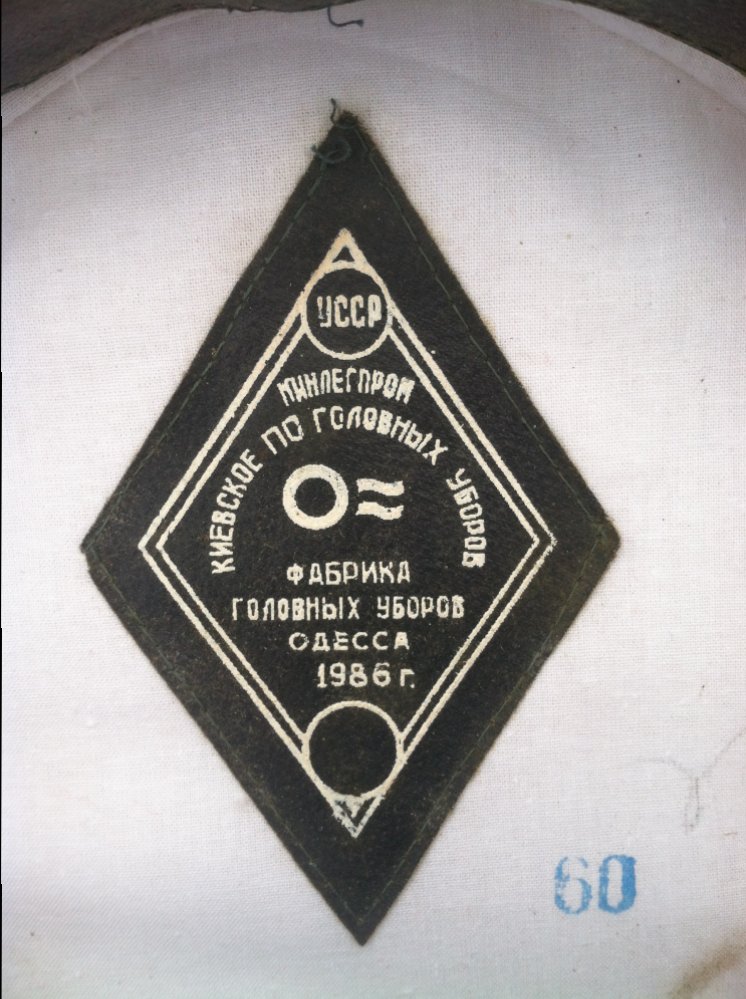 УССР
МИНЛЕГПРОМ
КИЕВСКОЕ ПО ГОЛОВНЫХ УБОРОВ
ФАБРИКА
ГОЛОВНЫХ УБОРОВ
ОДЕССА
1986 г.
60